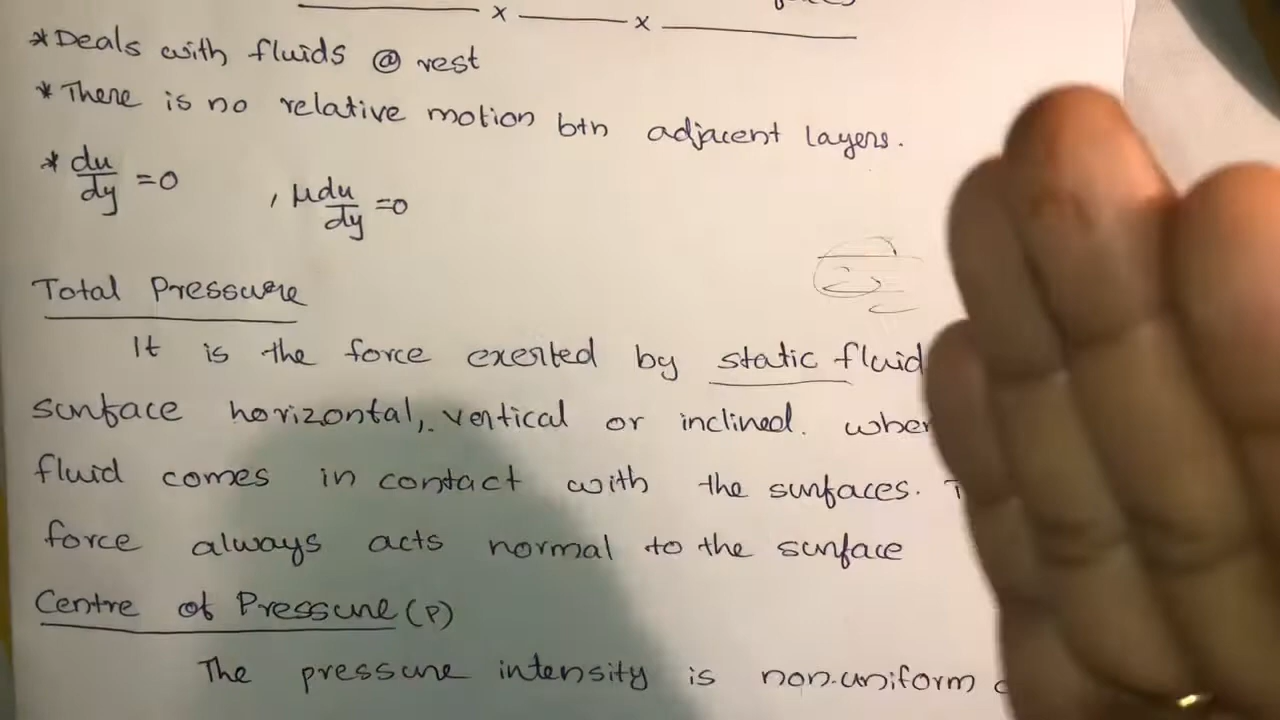 * Deals with fluids @ rest
* There is no relative motion btn adjacent layers.
* du/dy = 0 , μ du/dy = 0
Total Pressure
It is the force exerted by static fluid
surface horizontal, vertical or inclined. when
fluid comes in contact with the surfaces.
force always acts normal to the surface
Centre of Pressure (P)
The pressure intensity is non-uniform